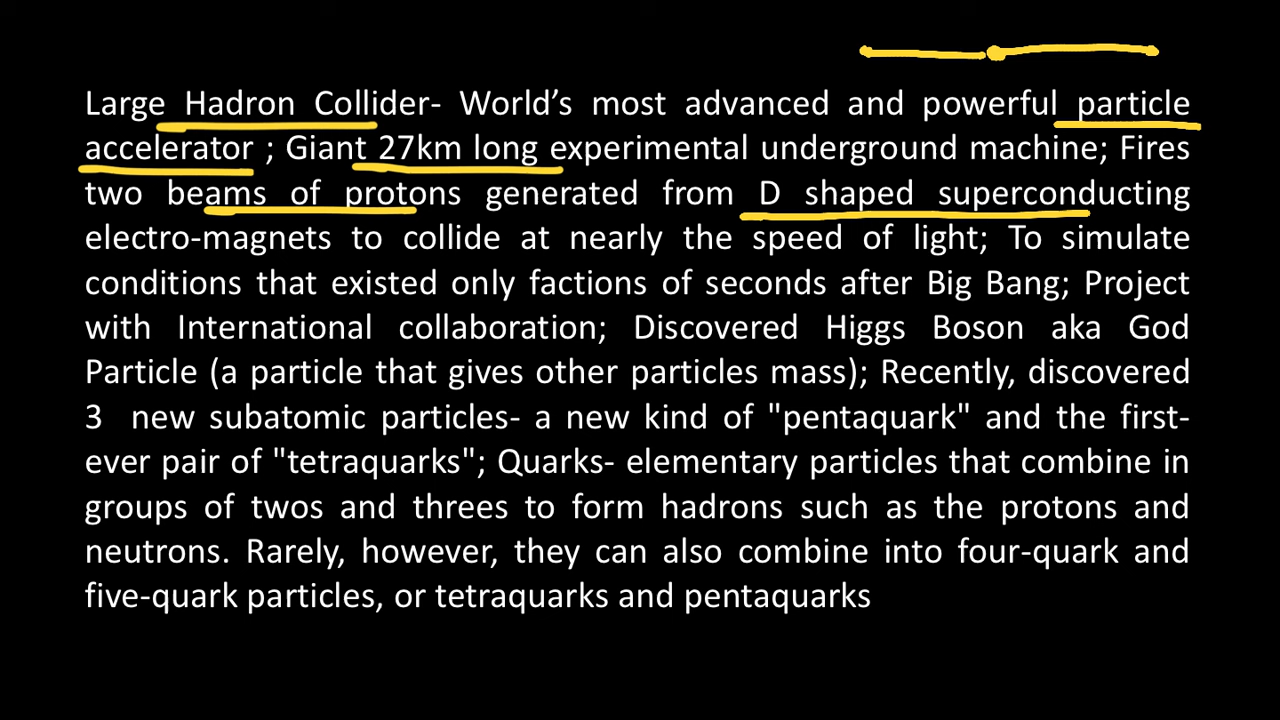 Large Hadron Collider- World’s most advanced and powerful particle
accelerator ; Giant 27km long experimental underground machine; Fires
two beams of protons generated from D shaped superconducting
electro-magnets to collide at nearly the speed of light; To simulate
conditions that existed only factions of seconds after Big Bang; Project
with International collaboration; Discovered Higgs Boson aka God
Particle (a particle that gives other particles mass); Recently, discovered
3 new subatomic particles- a new kind of "pentaquark" and the first-
ever pair of "tetraquarks"; Quarks- elementary particles that combine in
groups of twos and threes to form hadrons such as the protons and
neutrons. Rarely, however, they can also combine into four-quark and
five-quark particles, or tetraquarks and pentaquarks